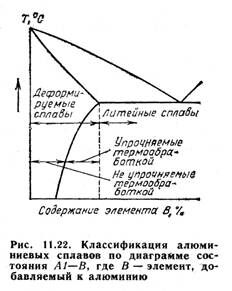 T, °C
Деформи-
руемые
сплавы
Литейные сплавы
Упрочняемые
термообра-
боткой
Не упрочняемые
термообра-
боткой
Содержание элемента В, %
Рис. 11.22. Классификация алюми-
ниевых сплавов по диаграмме сос-
тояния А1—В, где В — элемент, до-
бавляемый к алюминию